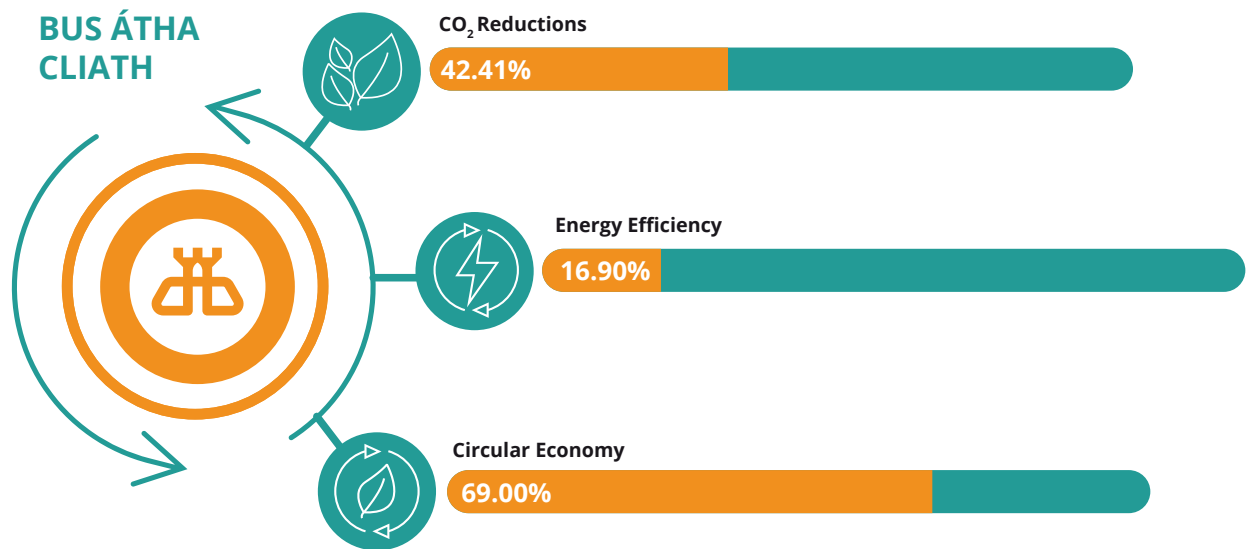 BUS ÁTHA
CLIATH
CO₂ Reductions
42.41%
Energy Efficiency
16.90%
Circular Economy
69.00%